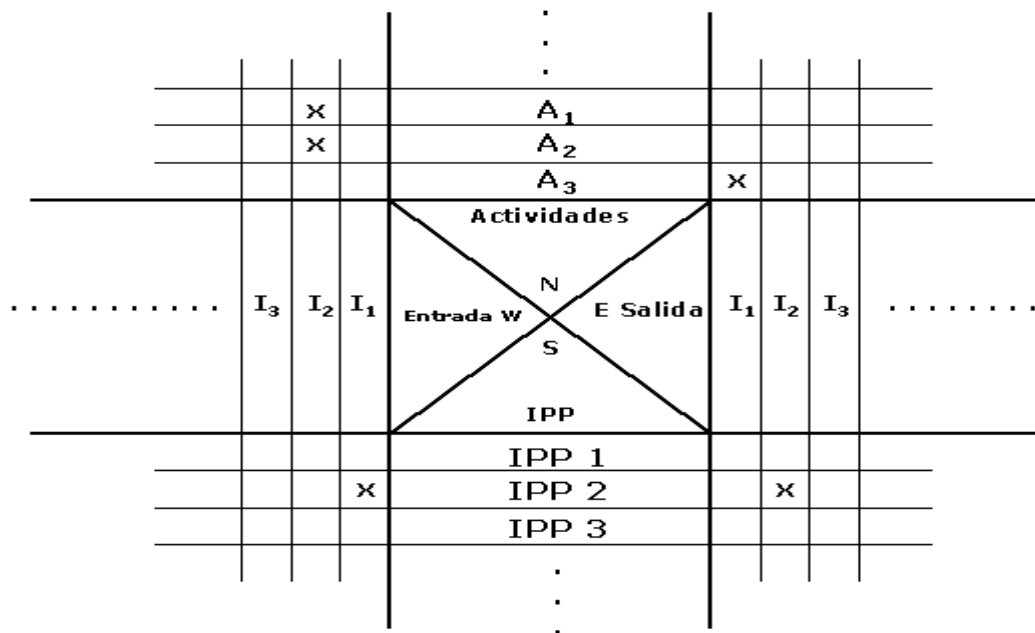 X A₁
X A₂
A₃ X
Actividades
N
. . . . . . . . . . . I₃ I₂ I₁ Entrada W E Salida I₁ I₂ I₃ . . . . . . . .
S
IPP
IPP 1
X IPP 2 X
IPP 3